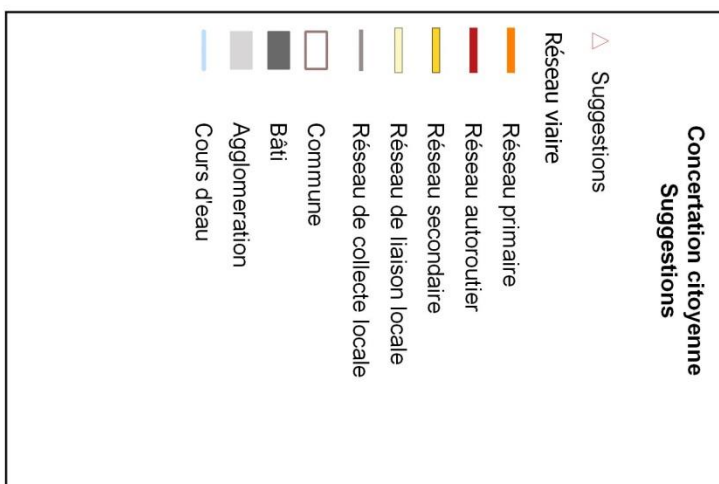 Concertation citoyenne
Suggestions
Suggestions
Réseau viaire
Réseau primaire
Réseau autoroutier
Réseau secondaire
Réseau de liaison locale
Réseau de collecte locale
Commune
Bâti
Agglomeration
Cours d'eau